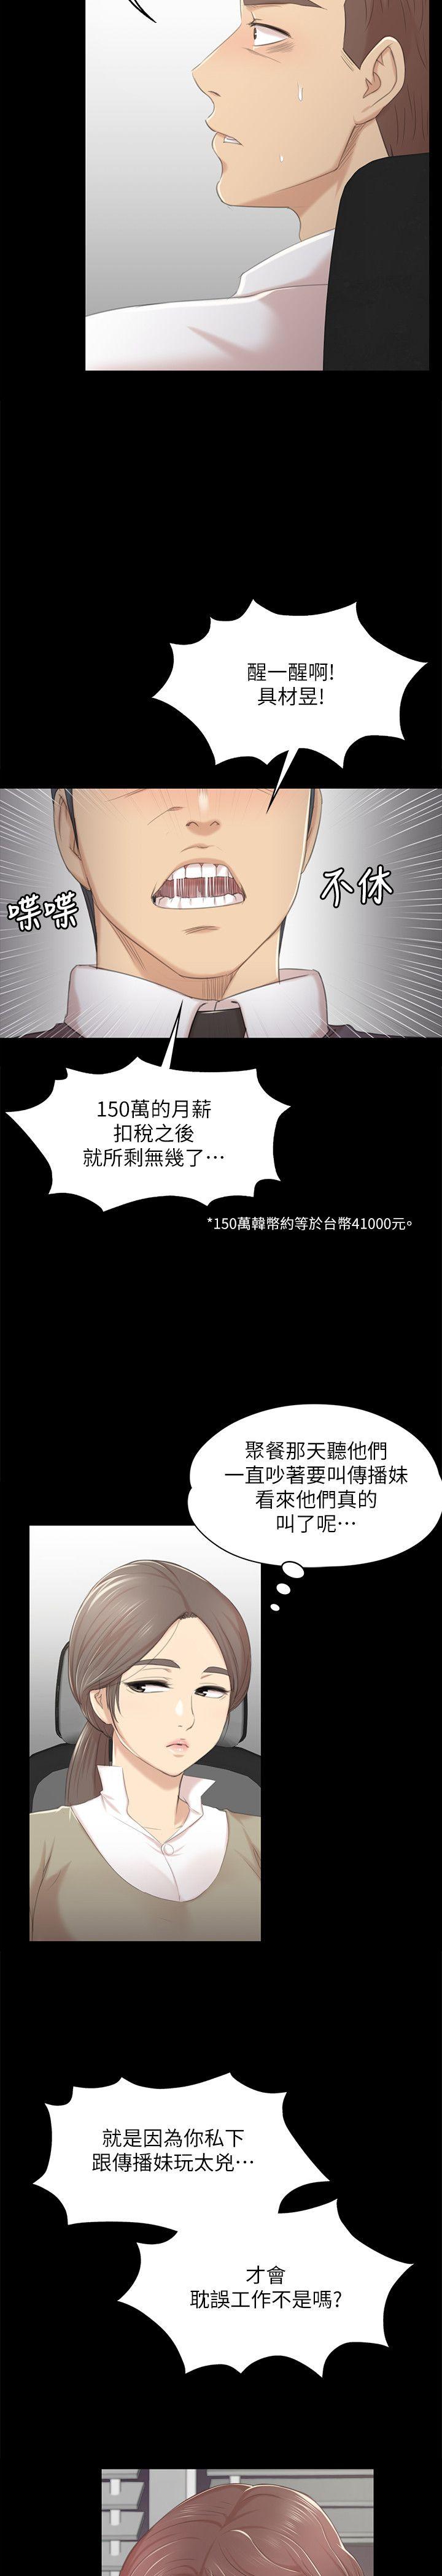 醒一醒啊!
具材昱!
喋喋
不休
150萬的月薪
扣稅之後
就所剩無幾了…
*150萬韓幣約等於台幣41000元。
聚餐那天聽他們
一直吵著要叫傳播妹
看來他們真的
叫了呢…
就是因為你私下
跟傳播妹玩太兇…
才會
耽誤工作不是嗎?